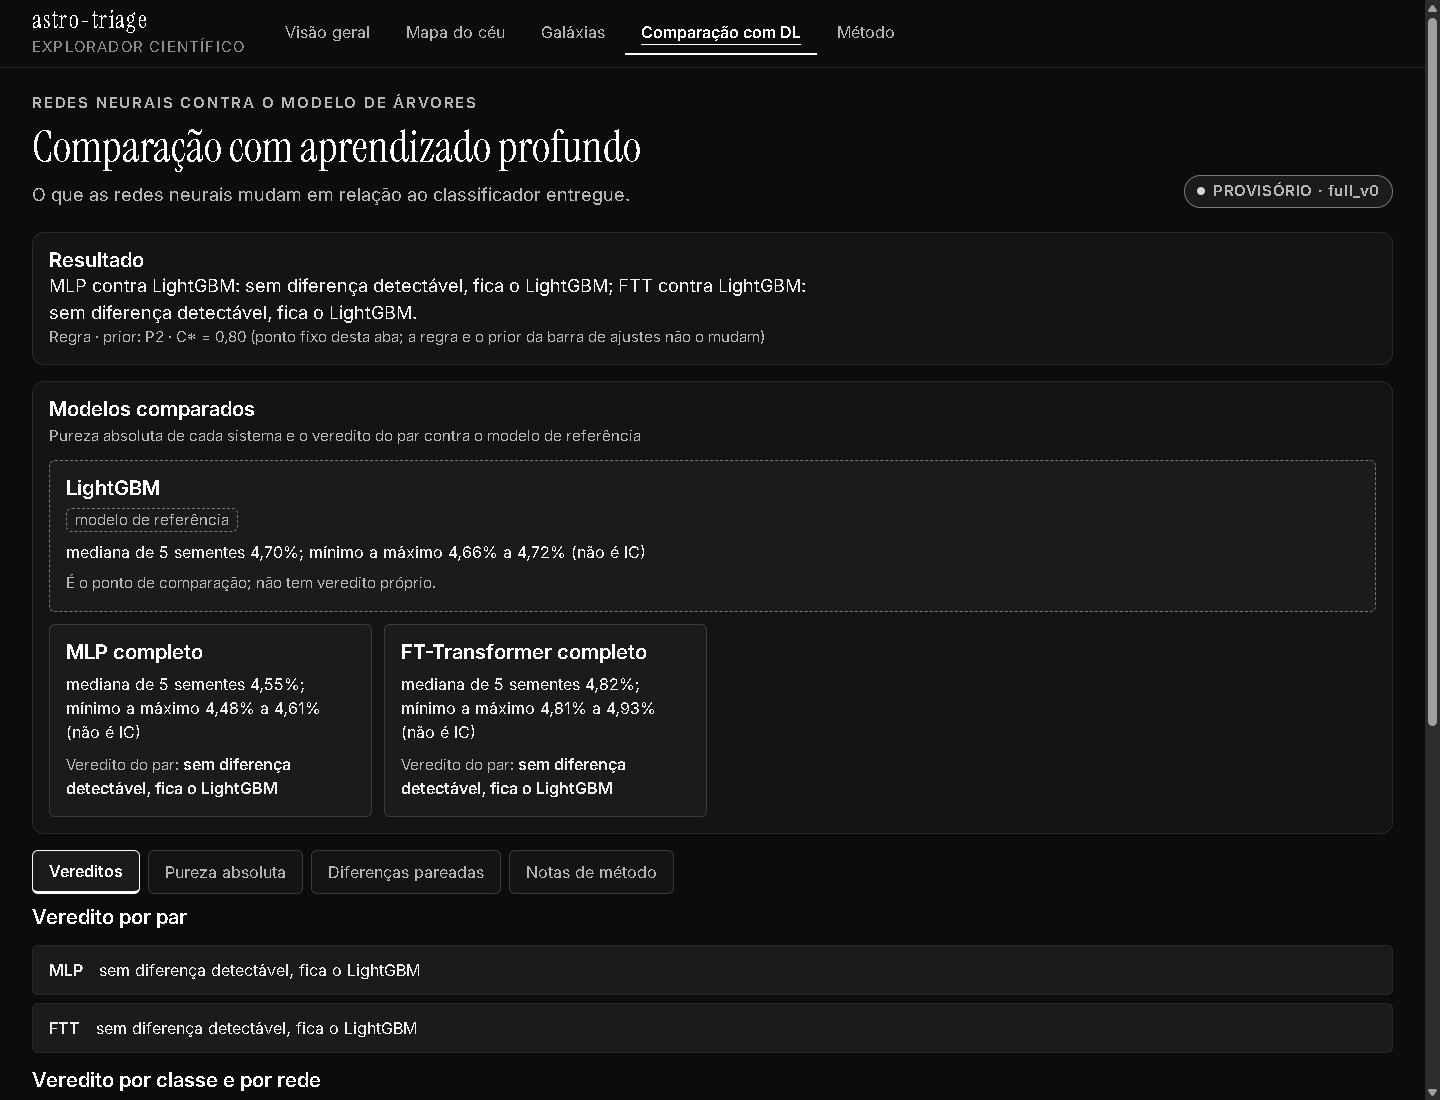 astro-triage
EXPLORADOR CIENTÍFICO
Visão geral
Mapa do céu
Galáxias
Comparação com DL
Método
REDES NEURAIS CONTRA O MODELO DE ÁRVORES
Comparação com aprendizado profundo
O que as redes neurais mudam em relação ao classificador entregue.
PROVISÓRIO · full_v0
Resultado
MLP contra LightGBM: sem diferença detectável, fica o LightGBM; FTT contra LightGBM:
sem diferença detectável, fica o LightGBM.
Regra · prior: P2 · C* = 0,80 (ponto fixo desta aba; a regra e o prior da barra de ajustes não o mudam)
Modelos comparados
Pureza absoluta de cada sistema e o veredito do par contra o modelo de referência
LightGBM
modelo de referência
mediana de 5 sementes 4,70%; mínimo a máximo 4,66% a 4,72% (não é IC)
É o ponto de comparação; não tem veredito próprio.
MLP completo
mediana de 5 sementes 4,55%;
mínimo a máximo 4,48% a 4,61%
(não é IC)
Veredito do par: sem diferença
detectável, fica o LightGBM
FT-Transformer completo
mediana de 5 sementes 4,82%;
mínimo a máximo 4,81% a 4,93%
(não é IC)
Veredito do par: sem diferença
detectável, fica o LightGBM
Vereditos
Pureza absoluta
Diferenças pareadas
Notas de método
Veredito por par
MLP sem diferença detectável, fica o LightGBM
FTT sem diferença detectável, fica o LightGBM
Veredito por classe e por rede